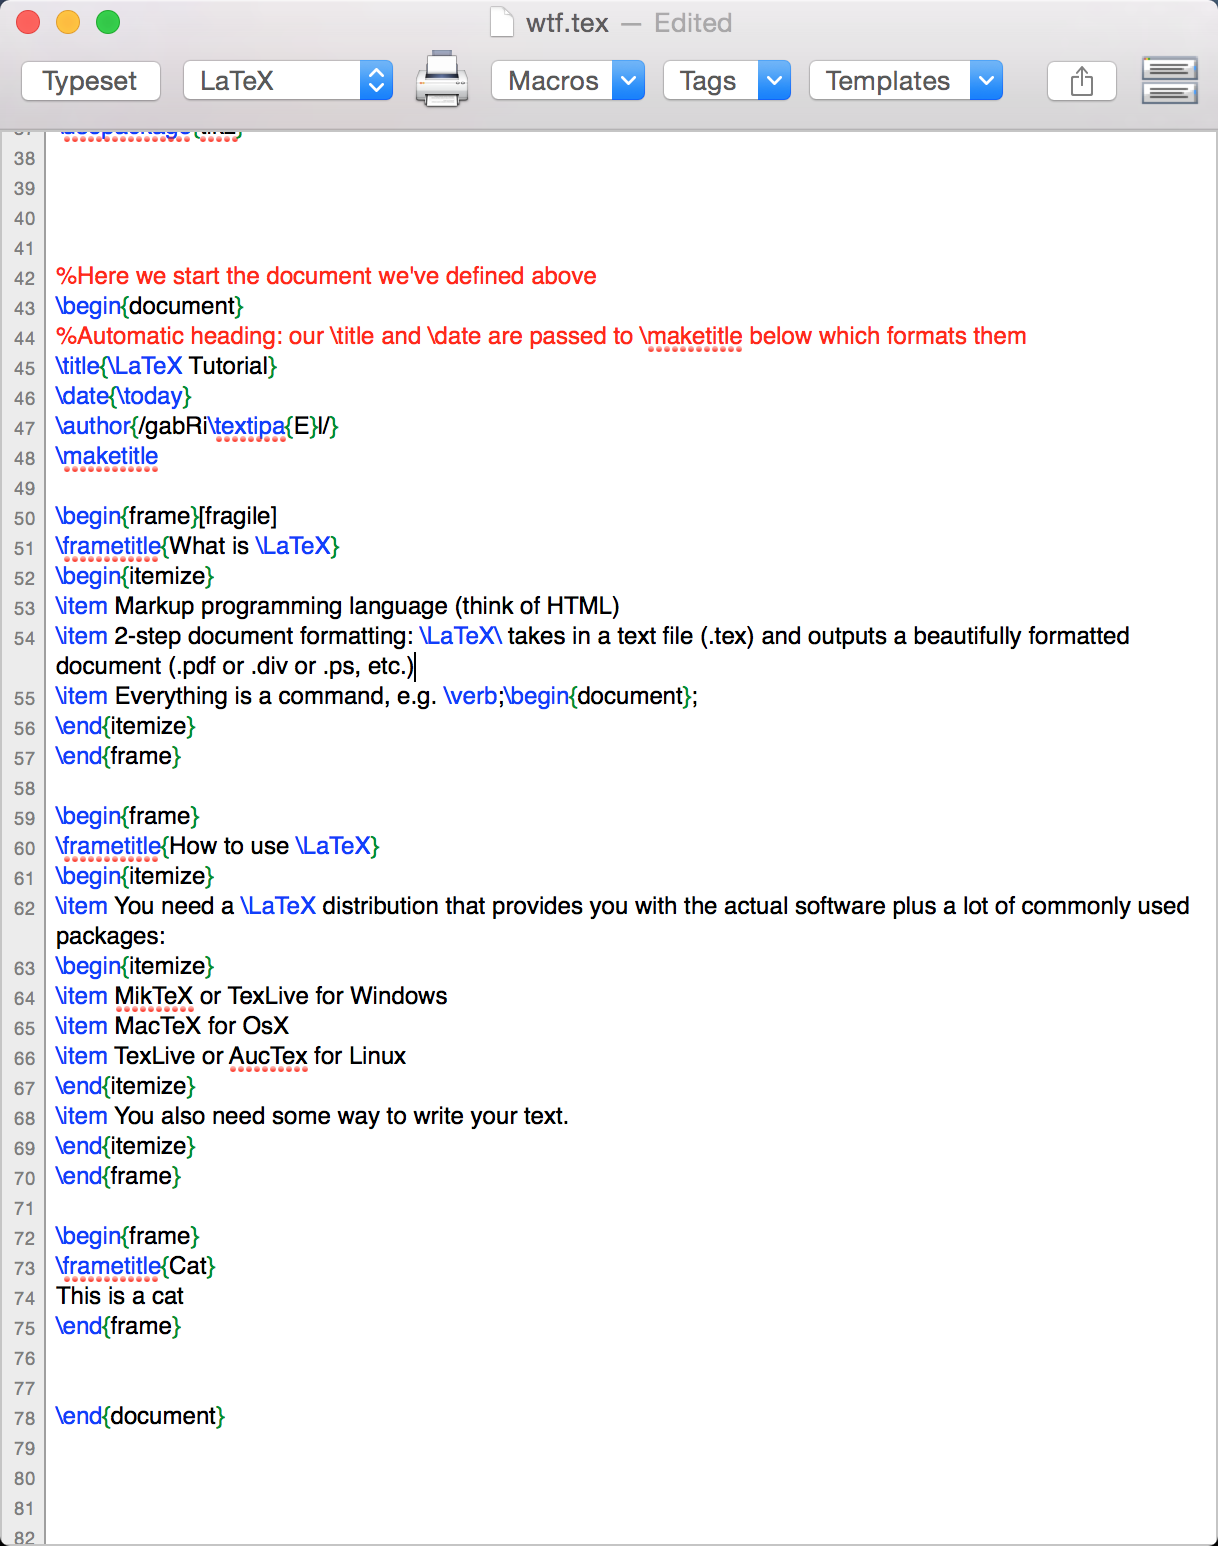 wtf.tex — Edited
Typeset LaTeX Macros Tags Templates
37 \usepackage{tikz}
38
39
40
41
42 %Here we start the document we've defined above
43 \begin{document}
44 %Automatic heading: our \title and \date are passed to \maketitle below which formats them
45 \title{\LaTeX Tutorial}
46 \date{\today}
47 \author{/gabRi\textipa{E}l/}
48 \maketitle
49
50 \begin{frame}[fragile]
51 \frametitle{What is \LaTeX}
52 \begin{itemize}
53 \item Markup programming language (think of HTML)
54 \item 2-step document formatting: \LaTeX\ takes in a text file (.tex) and outputs a beautifully formatted
document (.pdf or .div or .ps, etc.)
55 \item Everything is a command, e.g. \verb;\begin{document};
56 \end{itemize}
57 \end{frame}
58
59 \begin{frame}
60 \frametitle{How to use \LaTeX}
61 \begin{itemize}
62 \item You need a \LaTeX distribution that provides you with the actual software plus a lot of commonly used
packages:
63 \begin{itemize}
64 \item MikTeX or TexLive for Windows
65 \item MacTeX for OsX
66 \item TexLive or AucTex for Linux
67 \end{itemize}
68 \item You also need some way to write your text.
69 \end{itemize}
70 \end{frame}
71
72 \begin{frame}
73 \frametitle{Cat}
74 This is a cat
75 \end{frame}
76
77
78 \end{document}
79
80
81
82